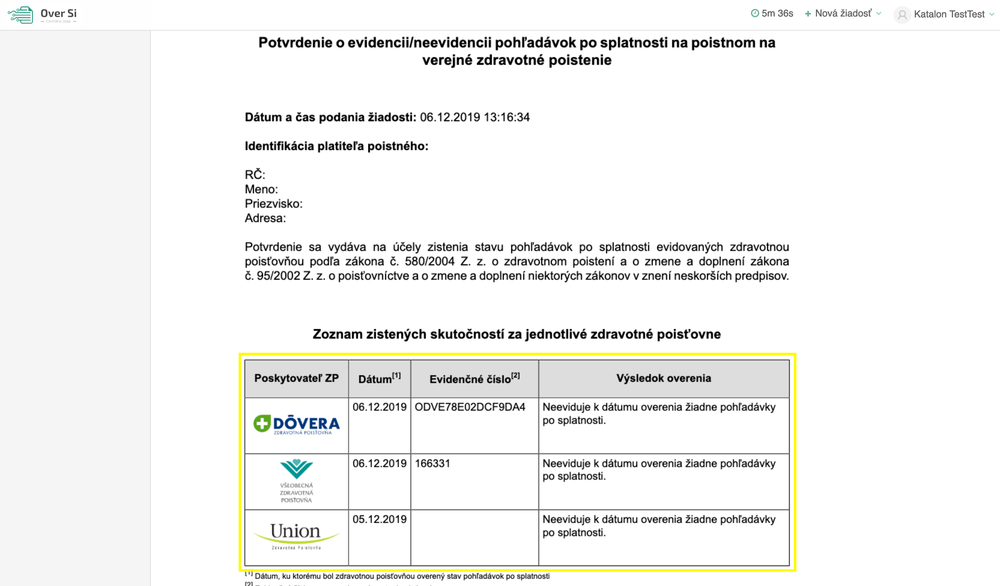 Over Si
Centrálne údaje
5m 36s
Nová žiadosť
Katalon TestTest
Potvrdenie o evidencii/neevidencii pohľadávok po splatnosti na poistnom na
verejné zdravotné poistenie
Dátum a čas podania žiadosti: 06.12.2019 13:16:34
Identifikácia platiteľa poistného:
RČ:
Meno:
Priezvisko:
Adresa:
Potvrdenie sa vydáva na účely zistenia stavu pohľadávok po splatnosti evidovaných zdravotnou
poisťovňou podľa zákona č. 580/2004 Z. z. o zdravotnom poistení a o zmene a doplnení zákona
č. 95/2002 Z. z. o poisťovníctve a o zmene a doplnení niektorých zákonov v znení neskorších predpisov.
Zoznam zistených skutočností za jednotlivé zdravotné poisťovne
Poskytovateľ ZP Dátum[1] Evidenčné číslo[2] Výsledok overenia
06.12.2019 ODVE78E02DCF9DA4 Neeviduje k dátumu overenia žiadne pohľadávky
po splatnosti.
DÔVERA
ZDRAVOTNÁ POISŤOVŇA
06.12.2019 166331 Neeviduje k dátumu overenia žiadne pohľadávky
po splatnosti.
VŠEOBECNÁ
ZDRAVOTNÁ
POISŤOVŇA
05.12.2019 Neeviduje k dátumu overenia žiadne pohľadávky
po splatnosti.
Union
Zdravotná Poisťovňa
[1] Dátum, ku ktorému bol zdravotnou poisťovňou overený stav pohľadávok po splatnosti
[2]